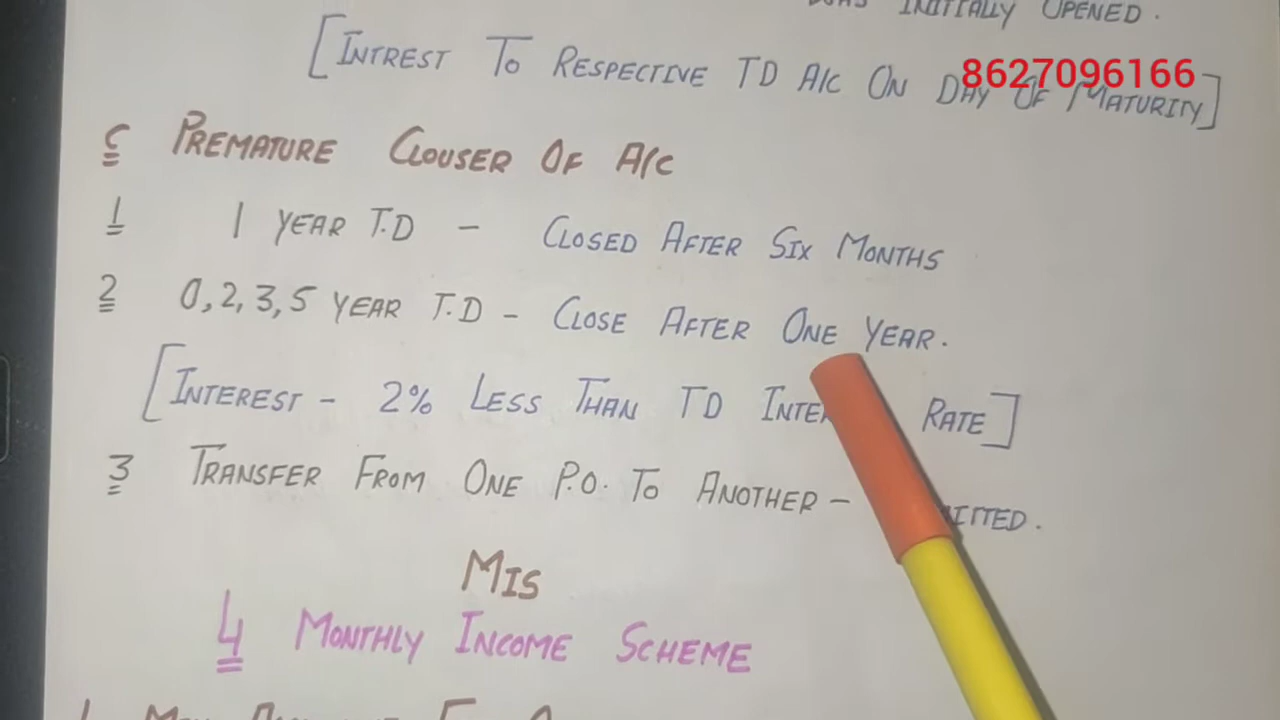 INITIALLY OPENED.
8627096166
[INTREST TO RESPECTIVE TD A/C ON DAY OF MATURITY]
C PREMATURE CLOUSER OF A/C
1 1 YEAR T.D - CLOSED AFTER SIX MONTHS
2 0,2,3,5 YEAR T.D - CLOSE AFTER ONE YEAR.
[INTEREST - 2% LESS THAN TD RATE]
3 TRANSFER FROM ONE P.O. TO ANOTHER -
MIS
4 MONTHLY INCOME SCHEME